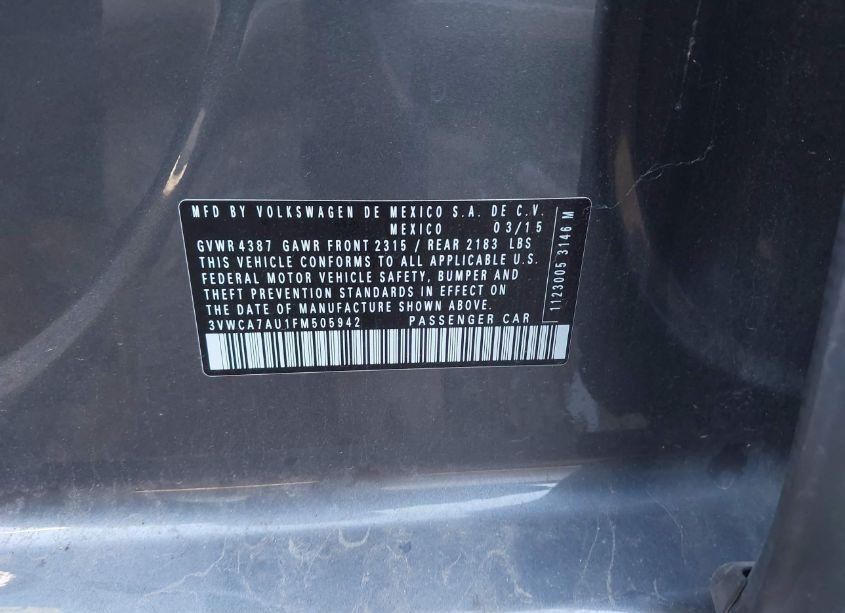 MFD BY VOLKSWAGEN DE MEXICO S.A. DE C.V.
MEXICO 03/15
GVWR 4387 GAWR FRONT 2315 / REAR 2183 LBS
THIS VEHICLE CONFORMS TO ALL APPLICABLE U.S.
FEDERAL MOTOR VEHICLE SAFETY, BUMPER AND
THEFT PREVENTION STANDARDS IN EFFECT ON
THE DATE OF MANUFACTURE SHOWN ABOVE.
3VWCA7AU1FM505942 PASSENGER CAR
1123005 3146 M